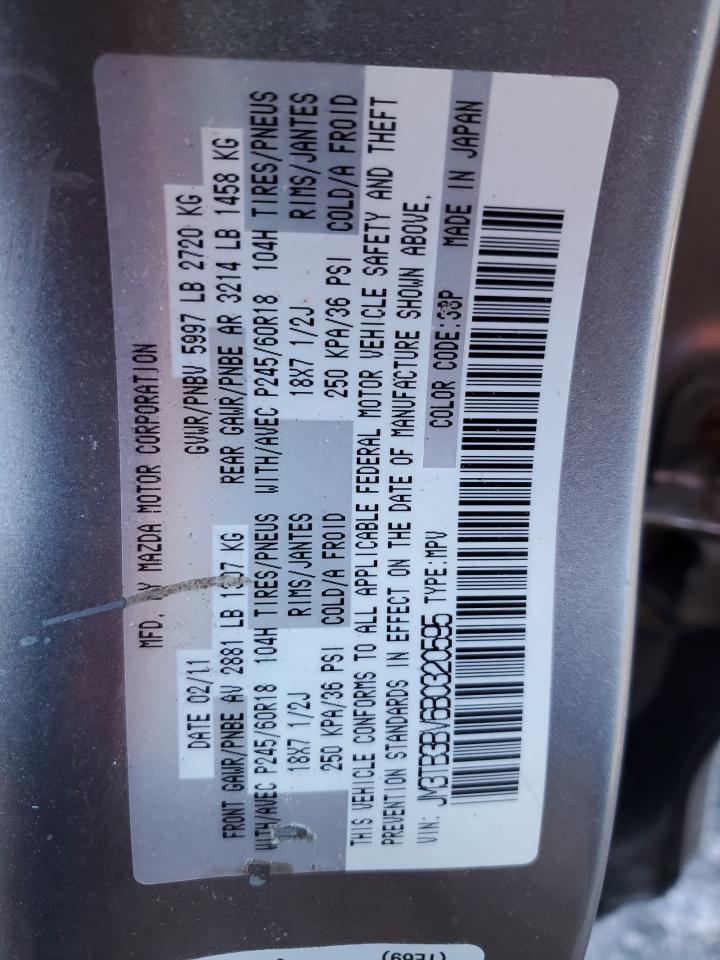 MFD. BY MAZDA MOTOR CORPORATION
DATE 02/11 GVWR/PNBV 5997 LB 2720 KG
FRONT GAWR/PNBE AV 2881 LB KG REAR GAWR/PNBE AR 3214 LB 1458 KG
WITH/AVEC P245/60R18 104H TIRES/PNEUS WITH/AVEC P245/60R18 104H TIRES/PNEUS
18X7 1/2J RIMS/JANTES 18X7 1/2J RIMS/JANTES
250 KPA/36 PSI COLD/A FROID 250 KPA/36 PSI COLD/A FROID
THIS VEHICLE CONFORMS TO ALL APPLICABLE FEDERAL MOTOR VEHICLE SAFETY AND THEFT
PREVENTION STANDARDS IN EFFECT ON THE DATE OF MANUFACTURE SHOWN ABOVE.
VIN: JM3TB3BV6B0320595 TYPE:MPV COLOR CODE: MADE IN JAPAN
(TE69)